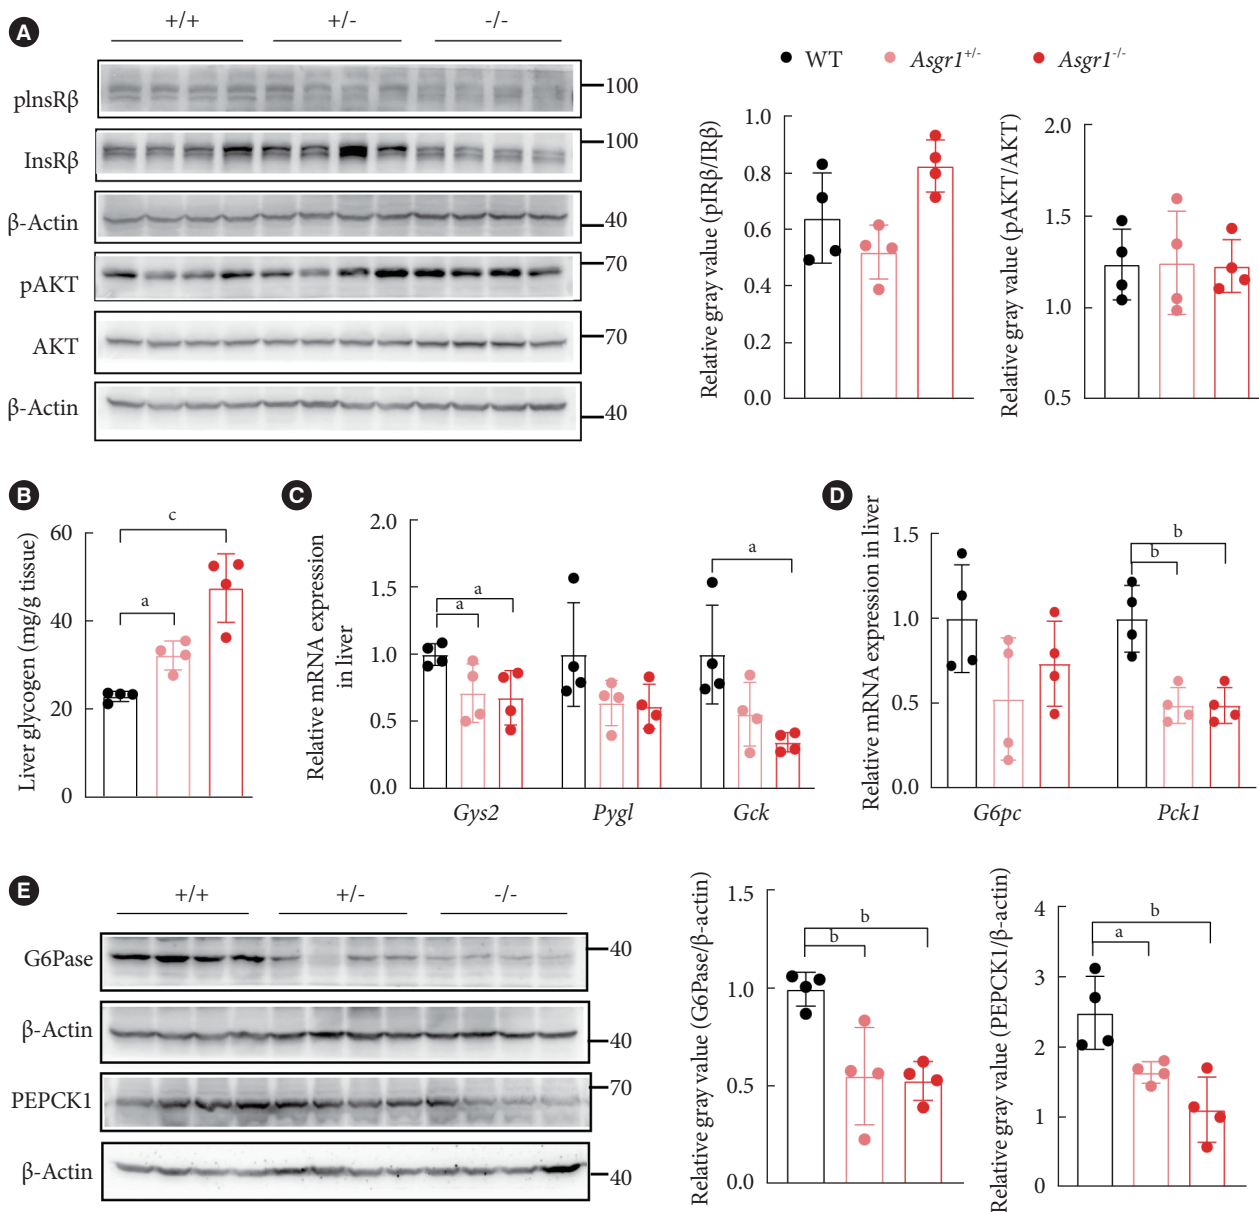 A
+/+ +/- -/-
pInsRβ 100
InsRβ 100
β-Actin 40
pAKT 70
AKT 70
β-Actin 40
WT Asgr1+/- Asgr1-/-
Relative gray value (pIRβ/IRβ)
1.0
0.8
0.6
0.4
0.2
0.0
Relative gray value (pAKT/AKT)
2.0
1.5
1.0
0.5
B
Liver glycogen (mg/g tissue)
60
40
20
0
c
a
C
Relative mRNA expression
in liver
2.0
1.5
1.0
0.5
0.0
a
a
a
Gys2 Pygl Gck
D
Relative mRNA expression in liver
1.5
1.0
0.5
0.0
b
b
G6pc Pck1
E
+/+ +/- -/-
G6Pase 40
β-Actin 40
PEPCK1 70
β-Actin 40
Relative gray value (G6Pase/β-actin)
1.5
1.0
0.5
0.0
b
b
Relative gray value (PEPCK1/β-actin)
4
3
2
1
0
b
a